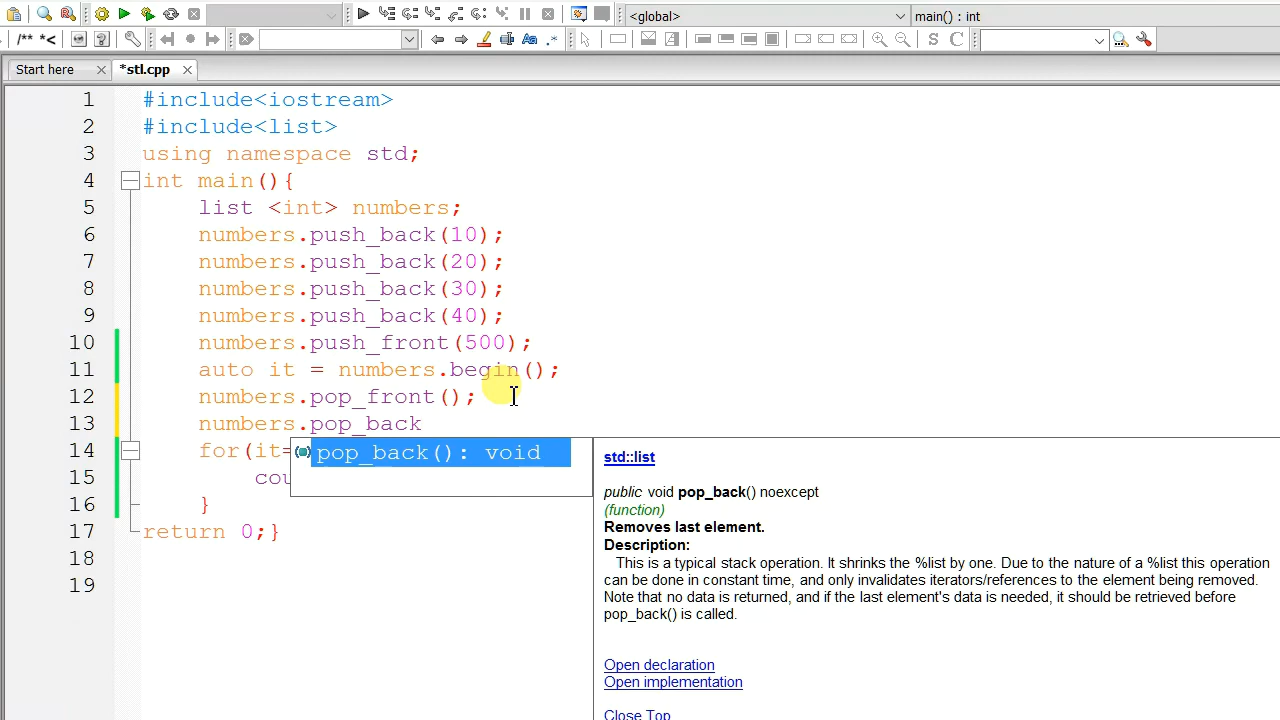 <global>
main() : int
/** *<
Aa .*
S C
Start here
*stl.cpp
1 #include<iostream>
2 #include<list>
3 using namespace std;
4 int main(){
5 list <int> numbers;
6 numbers.push_back(10);
7 numbers.push_back(20);
8 numbers.push_back(30);
9 numbers.push_back(40);
10 numbers.push_front(500);
11 auto it = numbers.begin();
12 numbers.pop_front();
13 numbers.pop_back
14 for(it=
pop_back(): void
15 cou
16 }
17 return 0;}
18
19
std::list
public void pop_back() noexcept
(function)
Removes last element.
Description:
This is a typical stack operation. It shrinks the %list by one. Due to the nature of a %list this operation
can be done in constant time, and only invalidates iterators/references to the element being removed.
Note that no data is returned, and if the last element's data is needed, it should be retrieved before
pop_back() is called.
Open declaration
Open implementation
Close Top